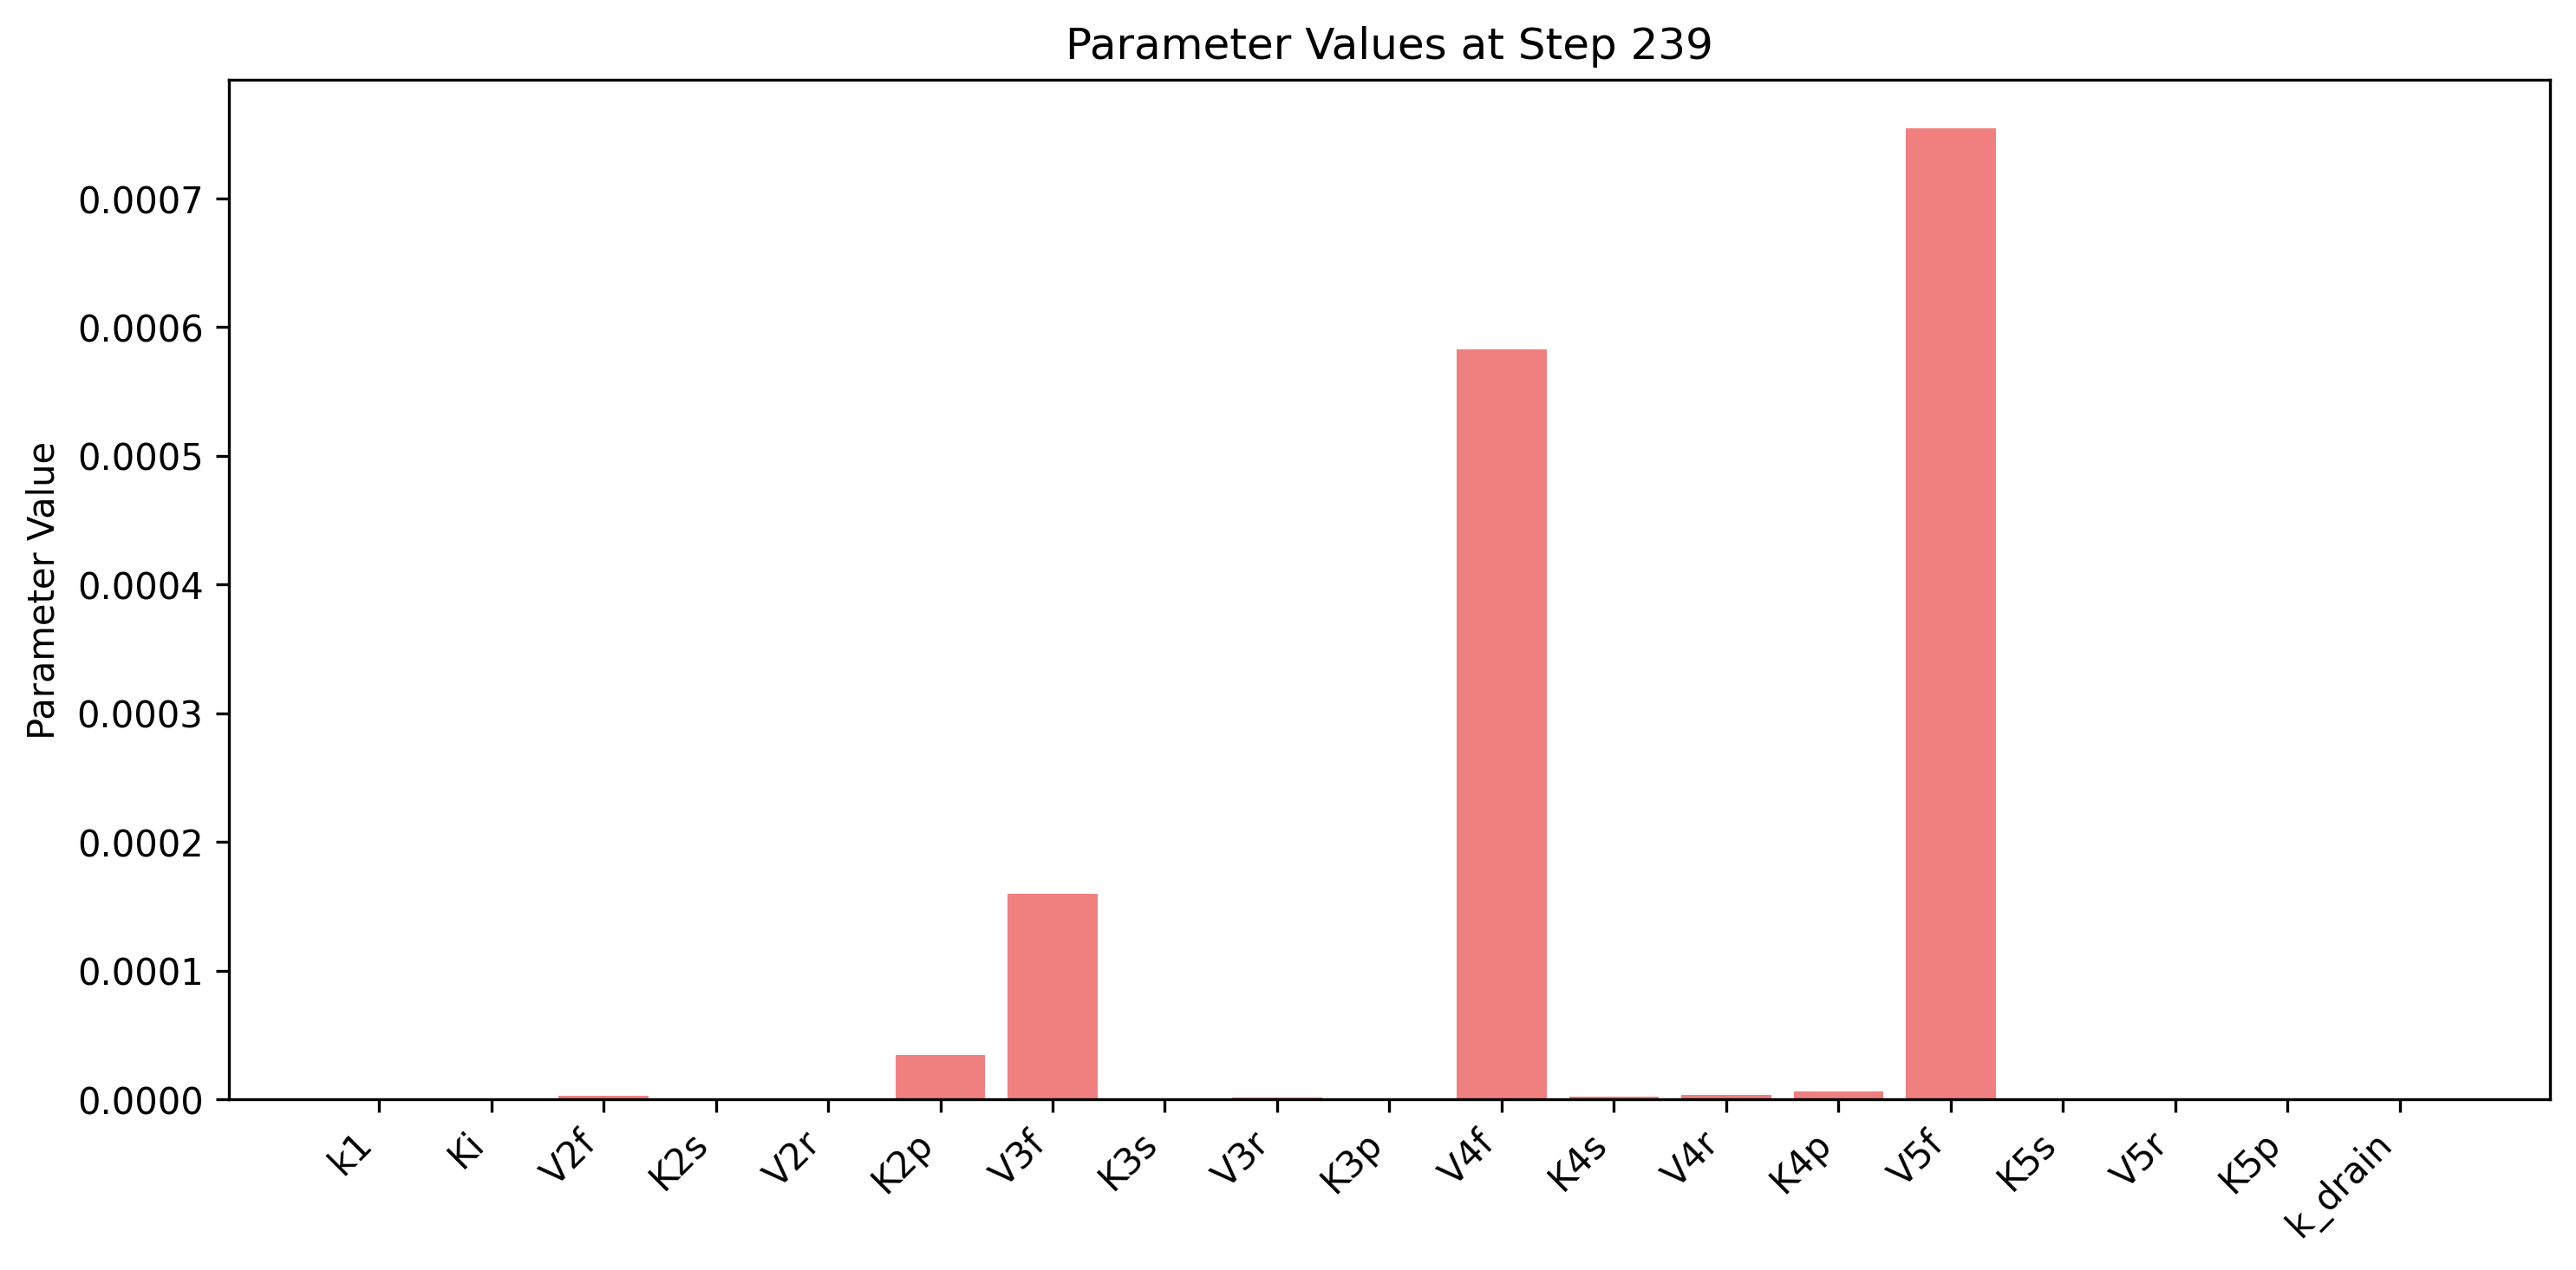 Parameter Values at Step 239
Parameter Value
0.0007
0.0006
0.0005
0.0004
0.0003
0.0002
0.0001
0.0000
k1 Ki V2f K2s V2r K2p V3f K3s V3r K3p V4f K4s V4r K4p V5f K5s V5r K5p k_drain